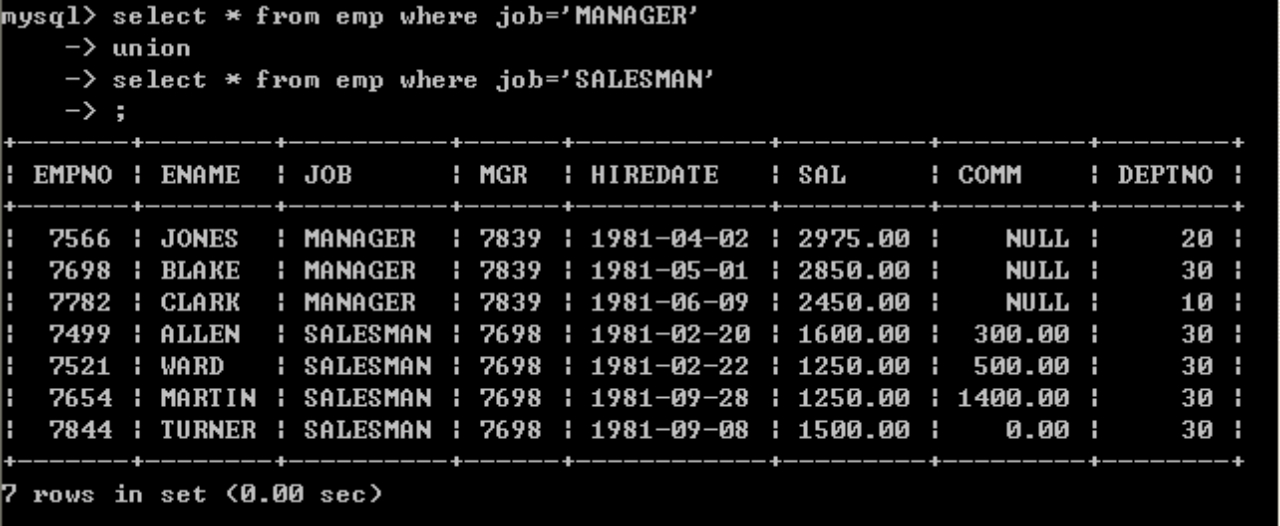 mysql> select * from emp where job='MANAGER'
    -> union
    -> select * from emp where job='SALESMAN'
    -> ;
+-------+--------+----------+------+------------+---------+---------+--------+
| EMPNO | ENAME  | JOB      | MGR  | HIREDATE   | SAL     | COMM    | DEPTNO |
+-------+--------+----------+------+------------+---------+---------+--------+
|  7566 | JONES  | MANAGER  | 7839 | 1981-04-02 | 2975.00 |    NULL |     20 |
|  7698 | BLAKE  | MANAGER  | 7839 | 1981-05-01 | 2850.00 |    NULL |     30 |
|  7782 | CLARK  | MANAGER  | 7839 | 1981-06-09 | 2450.00 |    NULL |     10 |
|  7499 | ALLEN  | SALESMAN | 7698 | 1981-02-20 | 1600.00 |  300.00 |     30 |
|  7521 | WARD   | SALESMAN | 7698 | 1981-02-22 | 1250.00 |  500.00 |     30 |
|  7654 | MARTIN | SALESMAN | 7698 | 1981-09-28 | 1250.00 | 1400.00 |     30 |
|  7844 | TURNER | SALESMAN | 7698 | 1981-09-08 | 1500.00 |    0.00 |     30 |
+-------+--------+----------+------+------------+---------+---------+--------+
7 rows in set (0.00 sec)